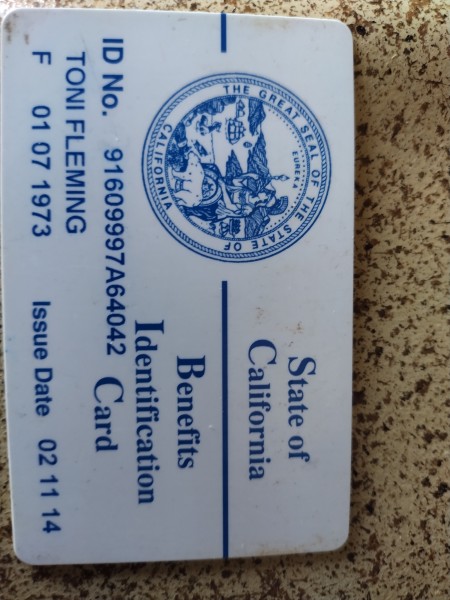 State of
California
THE GREAT SEAL OF THE STATE OF CALIFORNIA
EUREKA
Benefits
Identification
Card
ID No. 91609997A64042
TONI FLEMING
F 01 07 1973 Issue Date 02 11 14